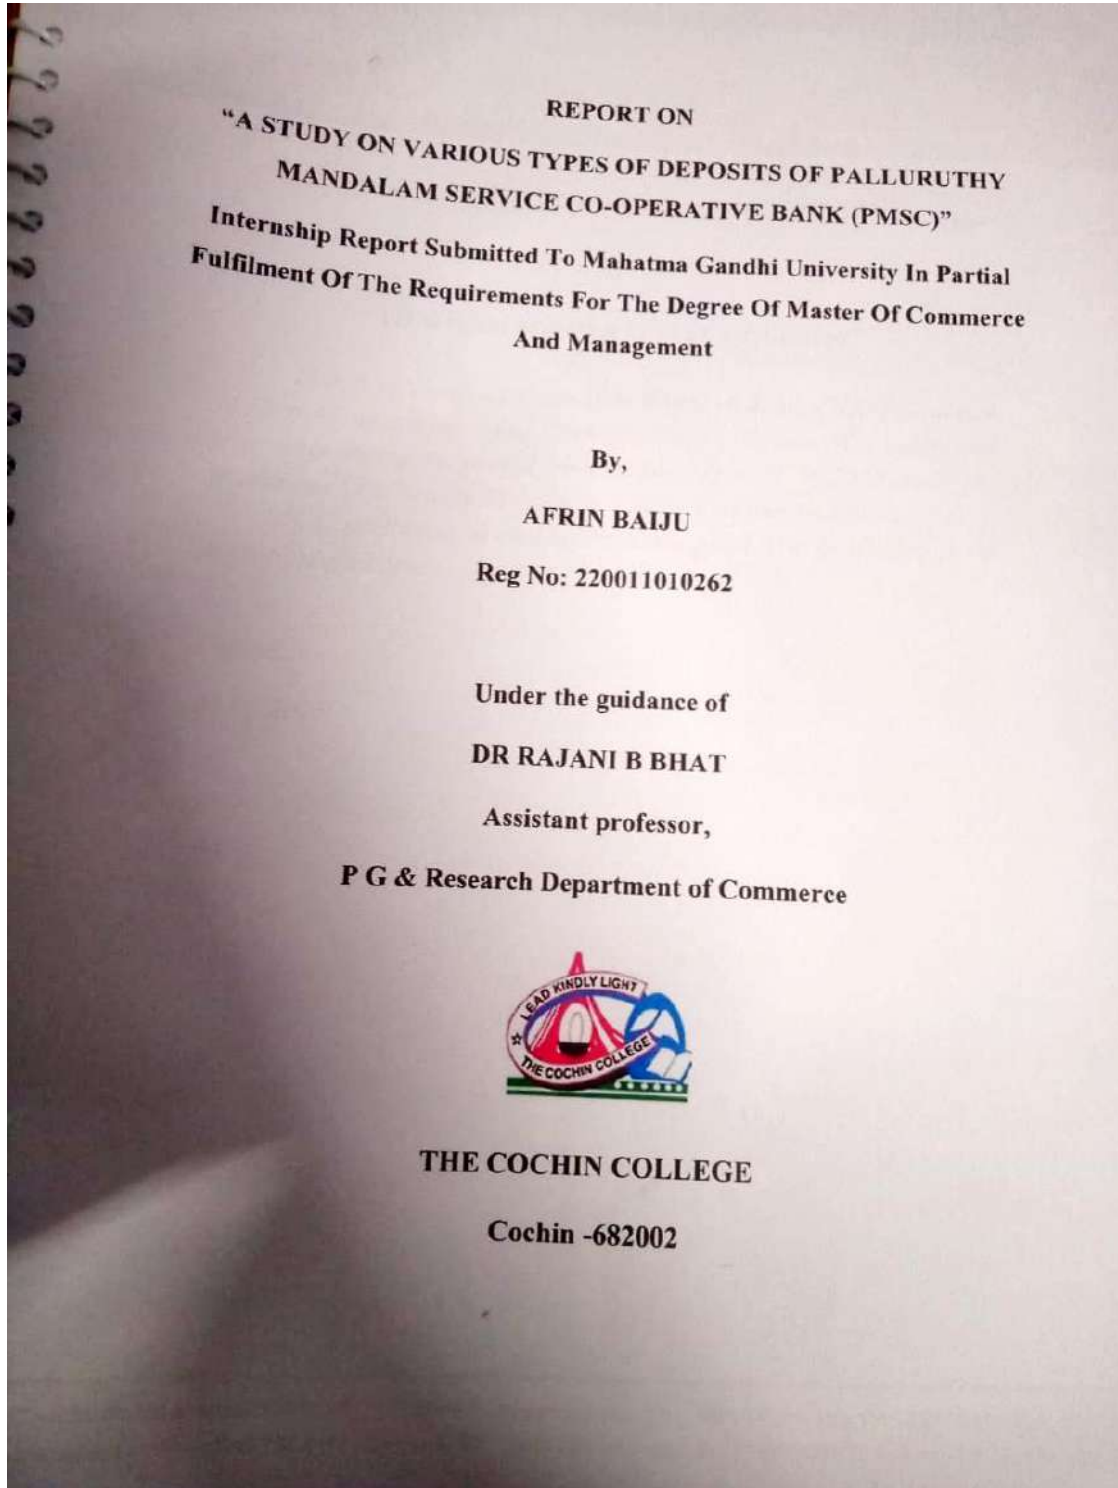 REPORT ON
“A STUDY ON VARIOUS TYPES OF DEPOSITS OF PALLURUTHY
MANDALAM SERVICE CO-OPERATIVE BANK (PMSC)”
Internship Report Submitted To Mahatma Gandhi University In Partial
Fulfilment Of The Requirements For The Degree Of Master Of Commerce
And Management
By,
AFRIN BAIJU
Reg No: 220011010262
Under the guidance of
DR RAJANI B BHAT
Assistant professor,
P G & Research Department of Commerce
LEAD KINDLY LIGHT
THE COCHIN COLLEGE
THE COCHIN COLLEGE
Cochin -682002